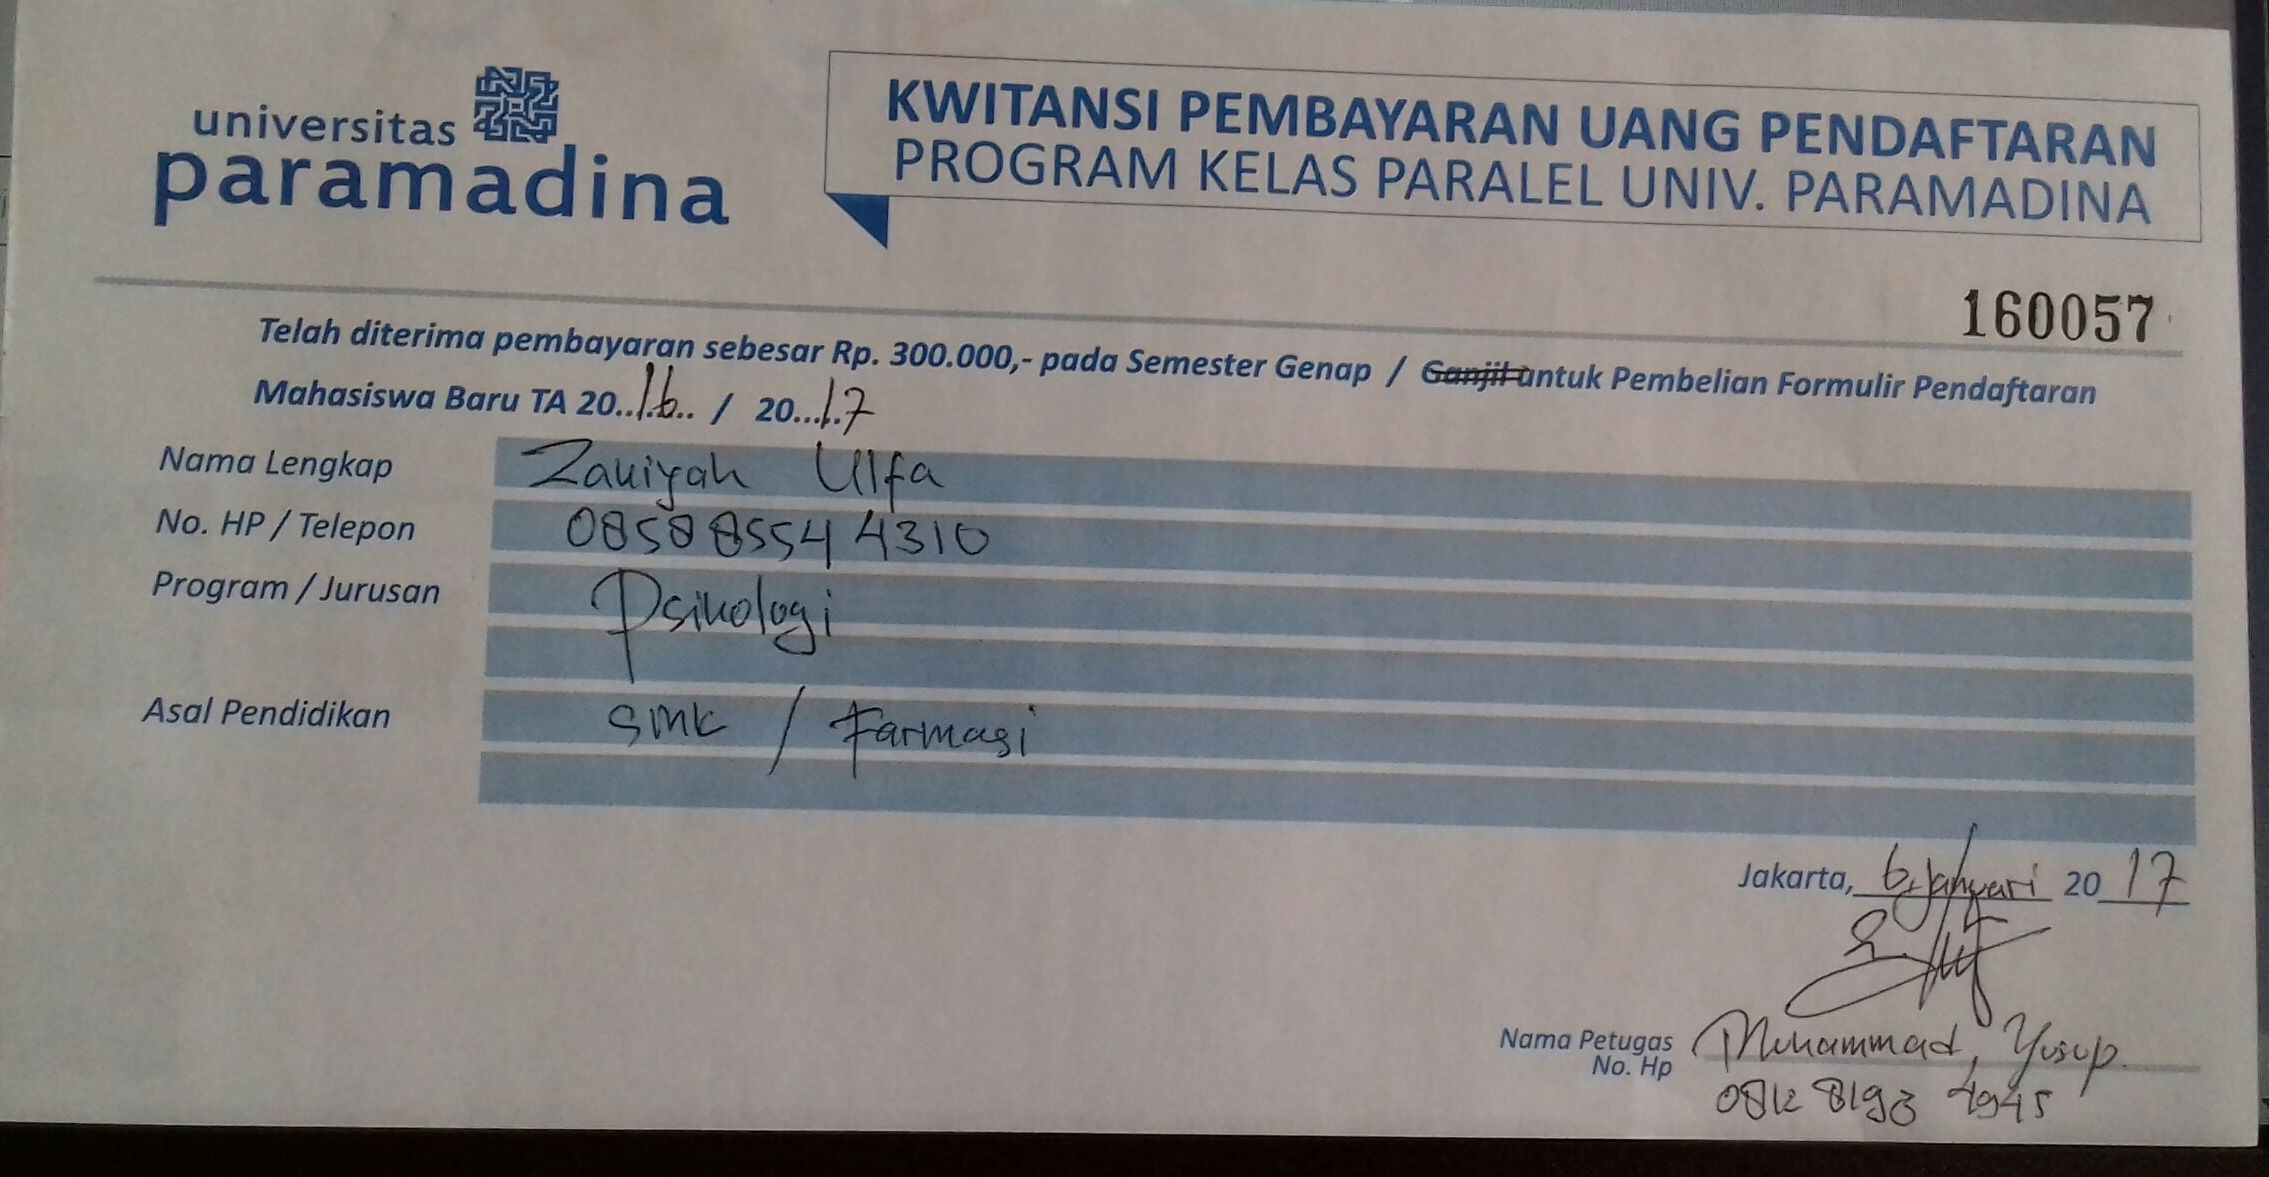 universitas
paramadina
KWITANSI PEMBAYARAN UANG PENDAFTARAN
PROGRAM KELAS PARALEL UNIV. PARAMADINA
160057
Telah diterima pembayaran sebesar Rp. 300.000,- pada Semester Genap / Ganjil untuk Pembelian Formulir Pendaftaran
Mahasiswa Baru TA 20..16.. / 20...17
Nama Lengkap Zauiyah Ulfa
No. HP / Telepon 085885544310
Program / Jurusan Psikologi
Asal Pendidikan SMK / Farmasi
Jakarta, 6 Januari 20 17
Nama Petugas Muhammad Yusup.
No. Hp 0812 8193 4945